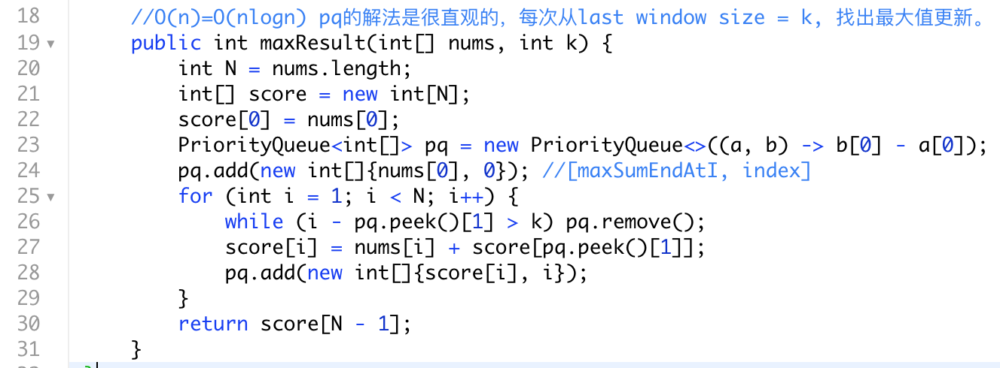 18 //O(n)=O(nlogn) pq的解法是很直观的，每次从last window size = k, 找出最大值更新。
19 ▼ public int maxResult(int[] nums, int k) {
20 int N = nums.length;
21 int[] score = new int[N];
22 score[0] = nums[0];
23 PriorityQueue<int[]> pq = new PriorityQueue<>((a, b) -> b[0] - a[0]);
24 pq.add(new int[]{nums[0], 0}); //[maxSumEndAtI, index]
25 ▼ for (int i = 1; i < N; i++) {
26 while (i - pq.peek()[1] > k) pq.remove();
27 score[i] = nums[i] + score[pq.peek()[1]];
28 pq.add(new int[]{score[i], i});
29 }
30 return score[N - 1];
31 }